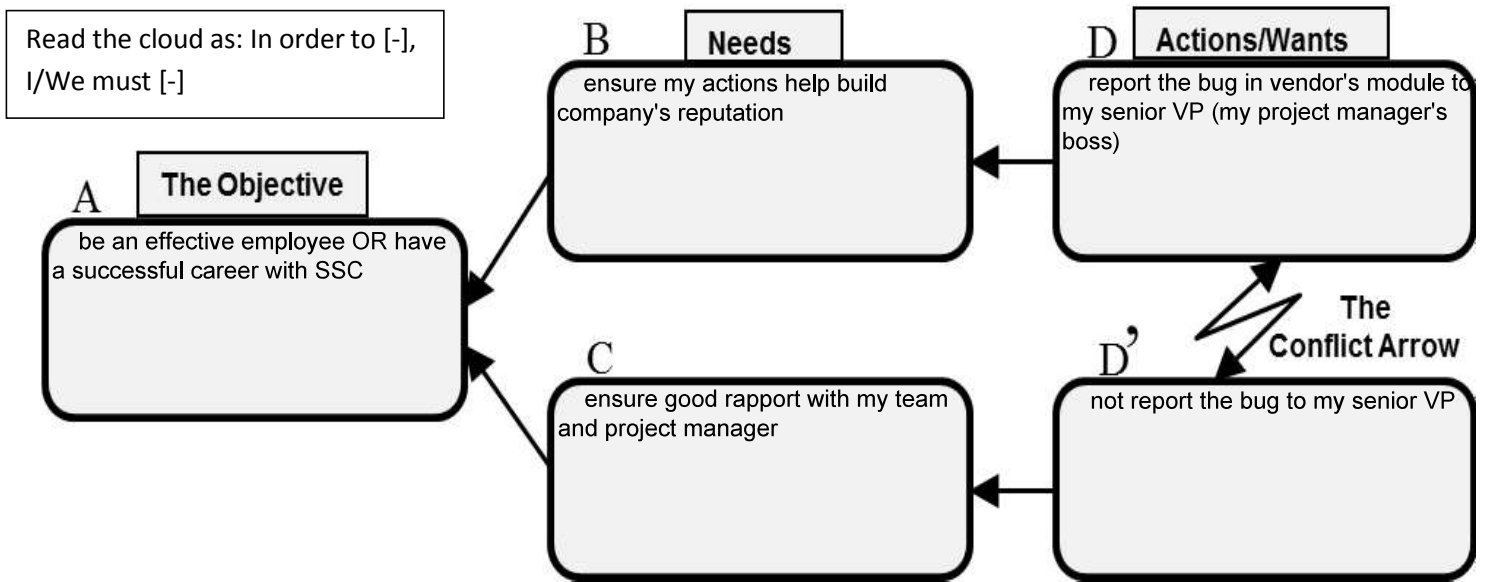 Read the cloud as: In order to [-],
I/We must [-]
B
Needs
ensure my actions help build
company's reputation
D
Actions/Wants
report the bug in vendor's module to
my senior VP (my project manager's
boss)
A
The Objective
be an effective employee OR have
a successful career with SSC
The
Conflict Arrow
C
ensure good rapport with my team
and project manager
D’
not report the bug to my senior VP